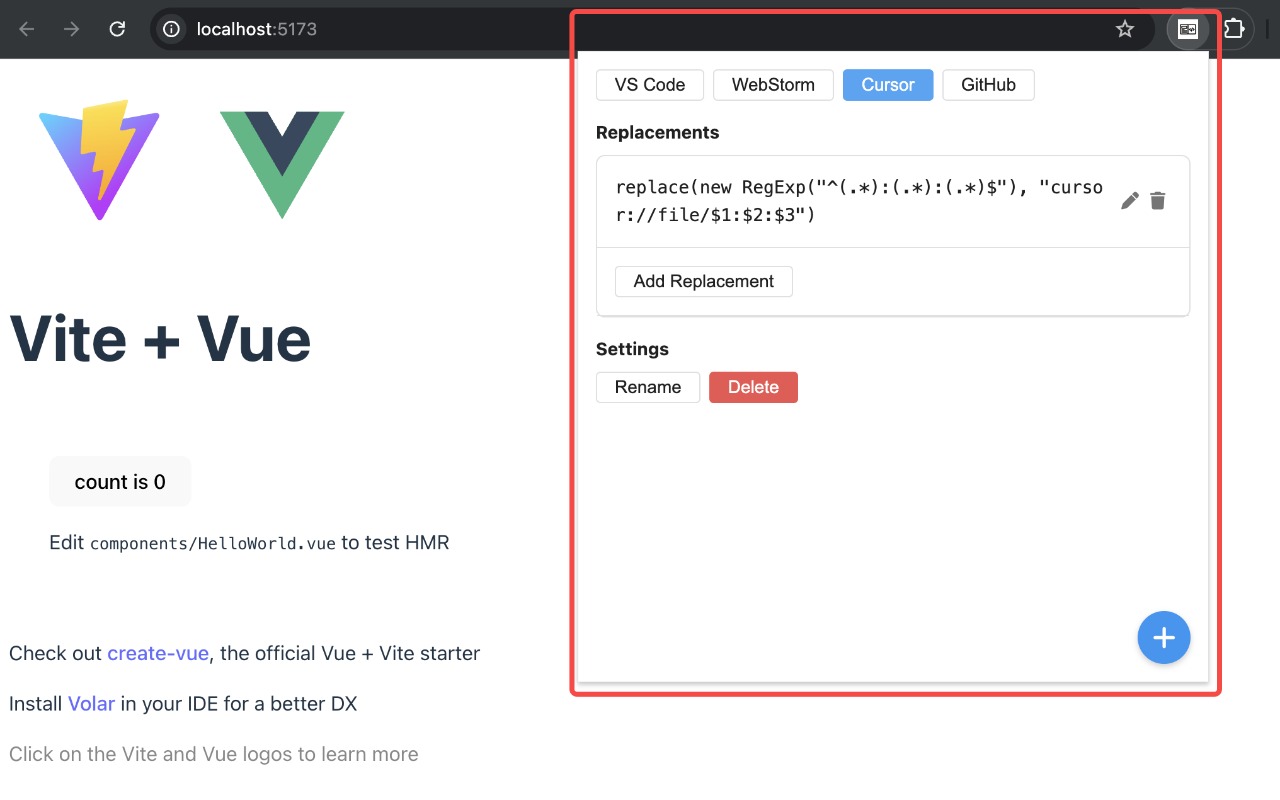 localhost:5173
VS Code WebStorm Cursor GitHub
Replacements
replace(new RegExp("^(.*):(.*):(.*)$"), "curso
r://file/$1:$2:$3")
Add Replacement
Settings
Rename Delete
Vite + Vue
count is 0
Edit components/HelloWorld.vue to test HMR
Check out create-vue, the official Vue + Vite starter
Install Volar in your IDE for a better DX
Click on the Vite and Vue logos to learn more